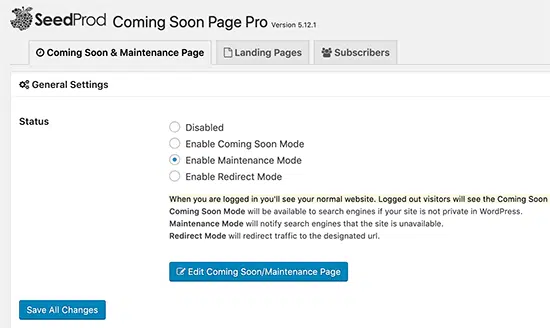 SeedProd Coming Soon Page Pro Version 5.12.1
Coming Soon & Maintenance Page Landing Pages Subscribers
General Settings
Status
Disabled
Enable Coming Soon Mode
Enable Maintenance Mode
Enable Redirect Mode
When you are logged in you'll see your normal website. Logged out visitors will see the Coming Soon
Coming Soon Mode will be available to search engines if your site is not private in WordPress.
Maintenance Mode will notify search engines that the site is unavailable.
Redirect Mode will redirect traffic to the designated url.
Edit Coming Soon/Maintenance Page
Save All Changes